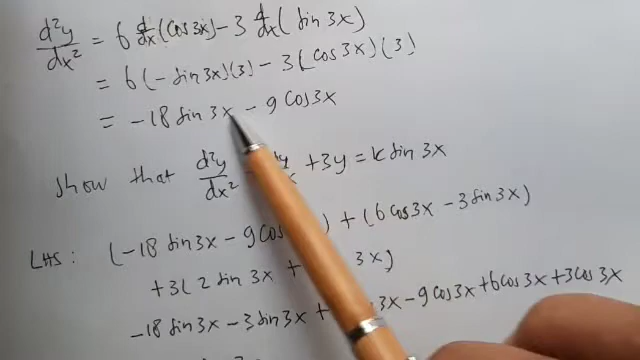 d²y/dx² = 6 d/dx (cos 3x) - 3 d/dx ( sin 3x)
= 6 ( - sin 3x ) (3) - 3 ( cos 3x ) ( 3 )
= - 18 sin 3x - 9 cos 3x
Show that d²y/dx² + 3y = k sin 3x
LHS : ( -18 sin 3x - 9 cos ) + ( 6 cos 3x - 3 sin 3x )
+ 3 ( 2 sin 3x + 3x )
- 18 sin 3x - 3 sin 3x + 3x - 9 cos 3x + 6 cos 3x + 3 cos 3x